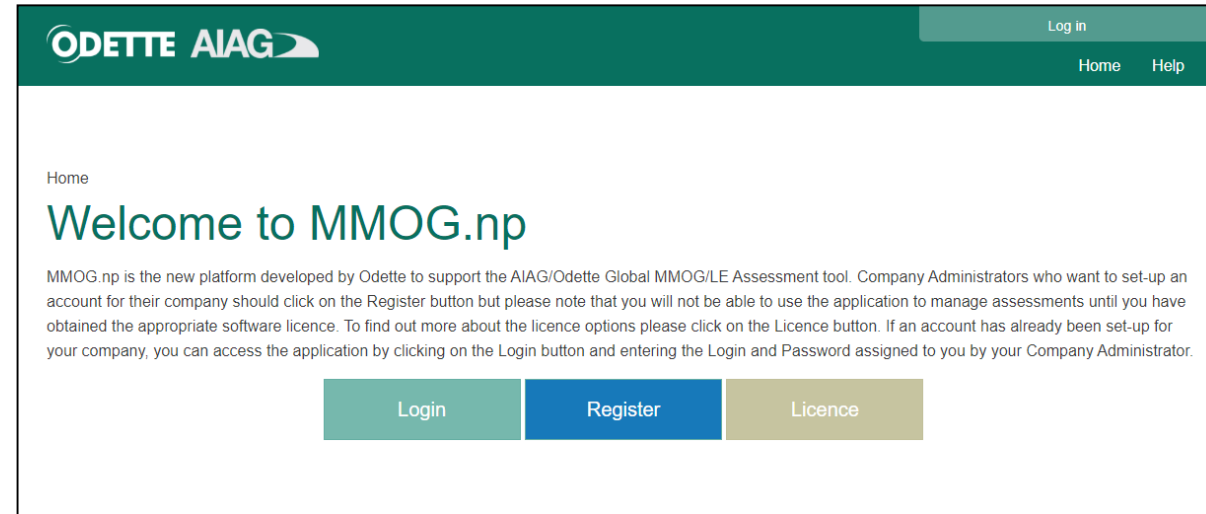 ODETTE AIAG
Log in
Home Help
Home
Welcome to MMOG.np
MMOG.np is the new platform developed by Odette to support the AIAG/Odette Global MMOG/LE Assessment tool. Company Administrators who want to set-up an
account for their company should click on the Register button but please note that you will not be able to use the application to manage assessments until you have
obtained the appropriate software licence. To find out more about the licence options please click on the Licence button. If an account has already been set-up for
your company, you can access the application by clicking on the Login button and entering the Login and Password assigned to you by your Company Administrator.
Login Register Licence